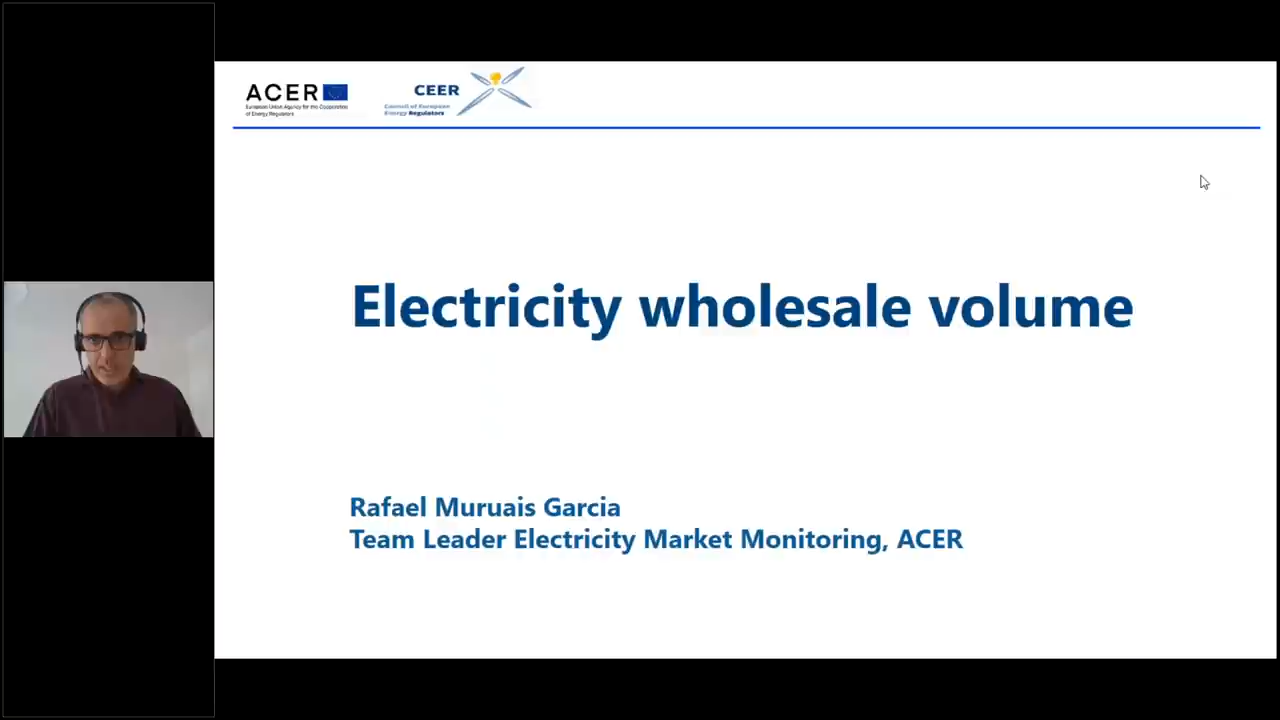 ACER
European Union Agency for the Cooperation
of Energy Regulators
CEER
Council of European
Energy Regulators
Electricity wholesale volume
Rafael Muruais Garcia
Team Leader Electricity Market Monitoring, ACER